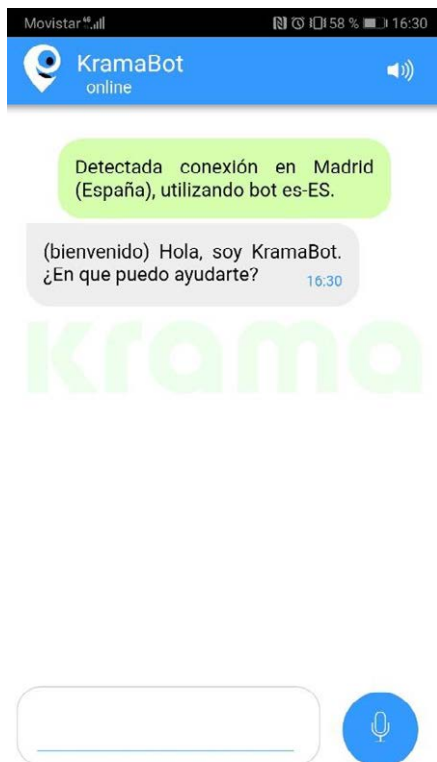 Movistar 58 % 16:30
KramaBot
online
Detectada conexión en Madrid
(España), utilizando bot es-ES.
(bienvenido) Hola, soy KramaBot.
¿En que puedo ayudarte?
16:30
krama